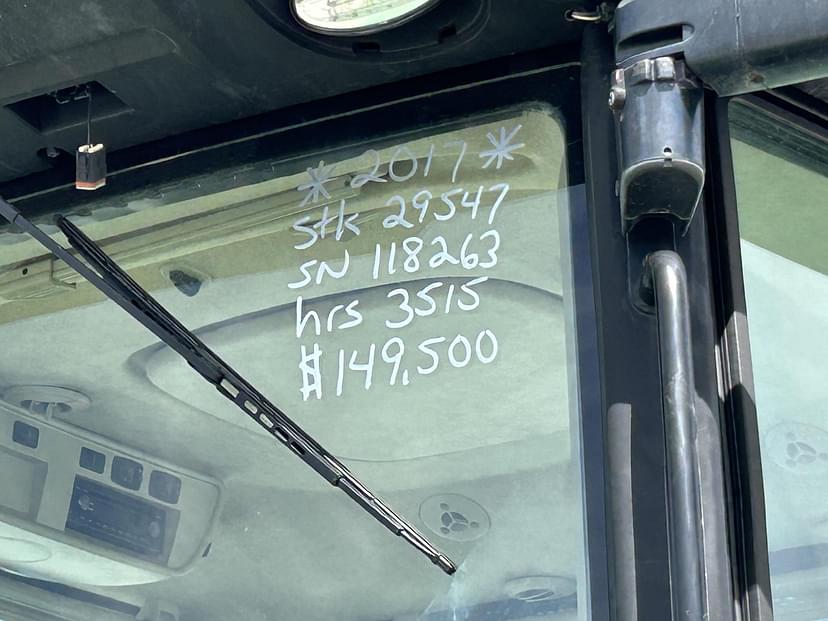 * 2017 *
Stk 29547
SN 118263
hrs 3515
$149,500